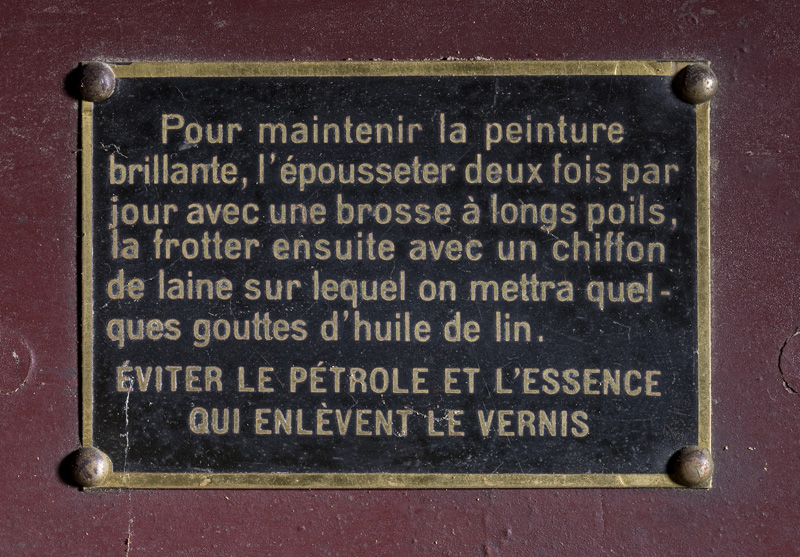 Pour maintenir la peinture
brillante, l'épousseter deux fois par
jour avec une brosse à longs poils,
la frotter ensuite avec un chiffon
de laine sur lequel on mettra quel-
ques gouttes d'huile de lin.
ÉVITER LE PÉTROLE ET L'ESSENCE
QUI ENLÈVENT LE VERNIS